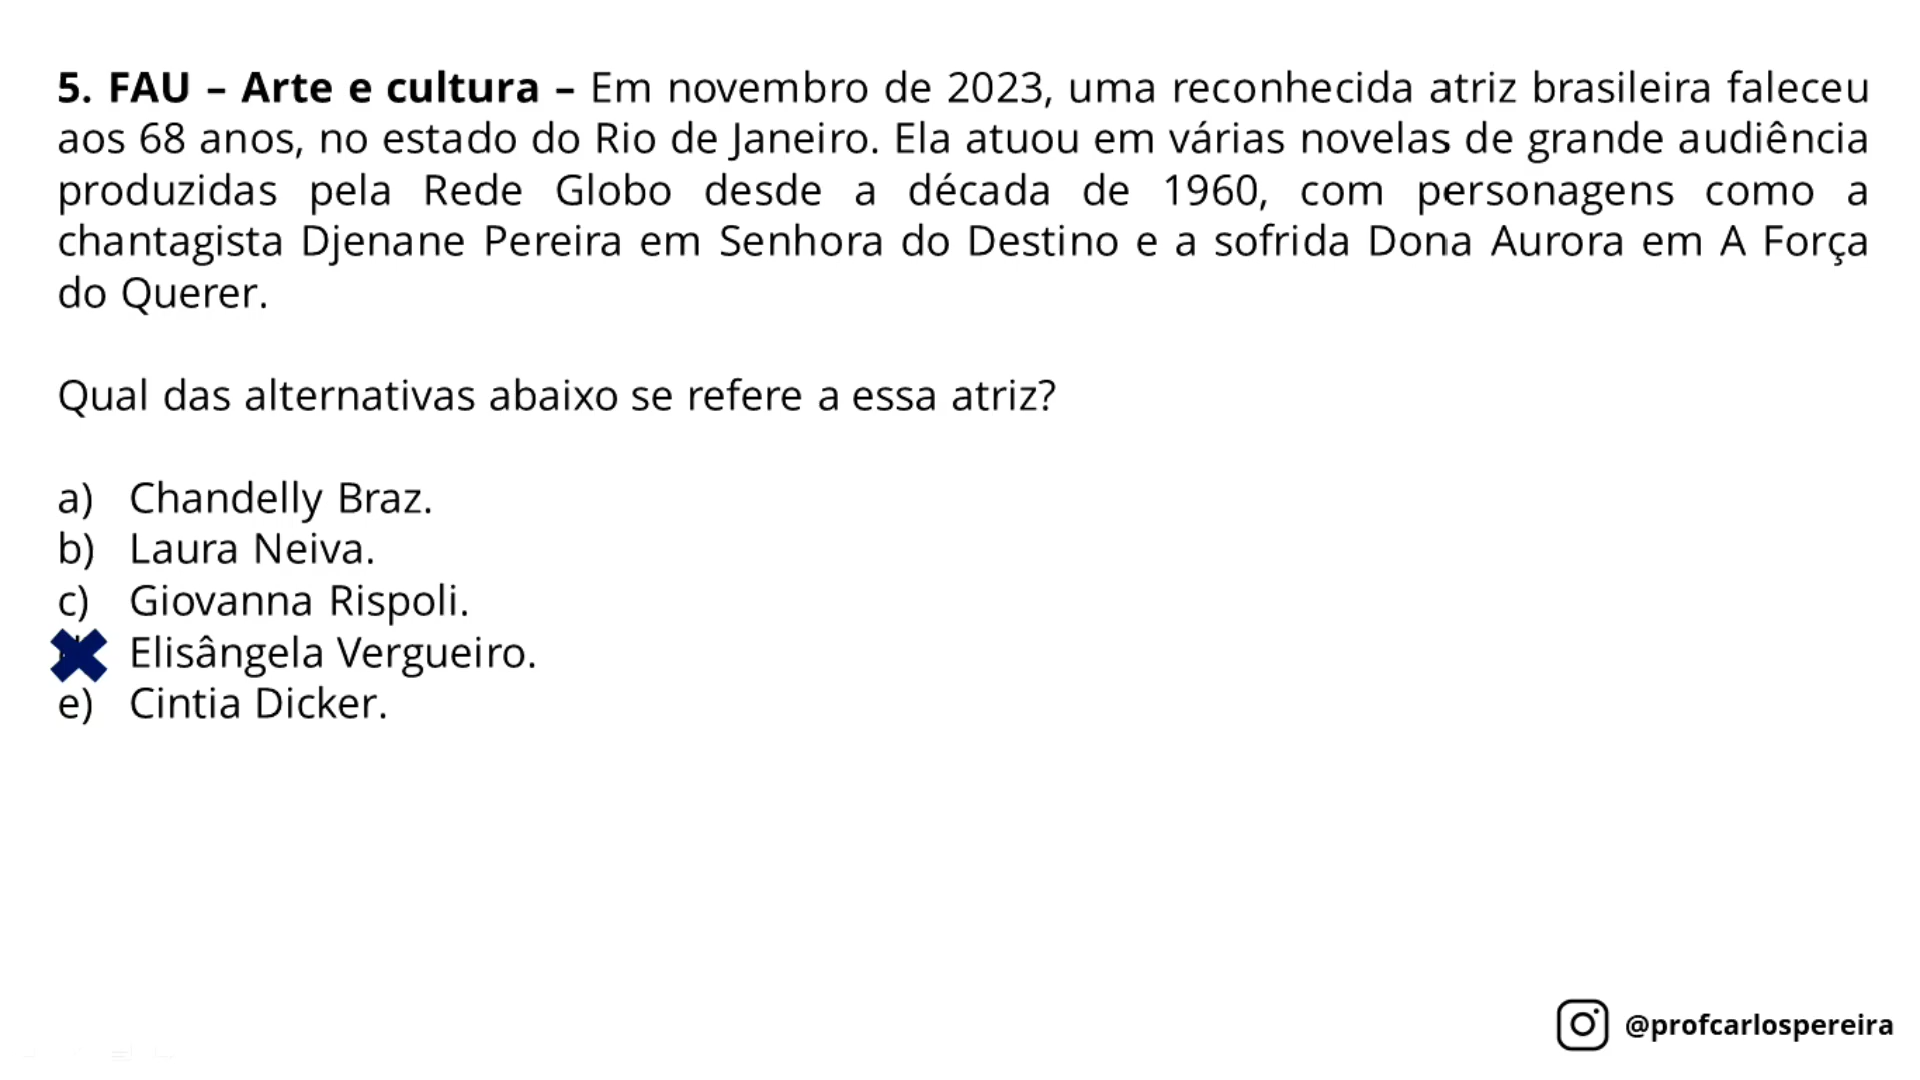 5. FAU – Arte e cultura – Em novembro de 2023, uma reconhecida atriz brasileira faleceu
aos 68 anos, no estado do Rio de Janeiro. Ela atuou em várias novelas de grande audiência
produzidas pela Rede Globo desde a década de 1960, com personagens como a
chantagista Djenane Pereira em Senhora do Destino e a sofrida Dona Aurora em A Força
do Querer.
Qual das alternativas abaixo se refere a essa atriz?
a) Chandelly Braz.
b) Laura Neiva.
c) Giovanna Rispoli.
Elisângela Vergueiro.
e) Cintia Dicker.
@profcarlospereira